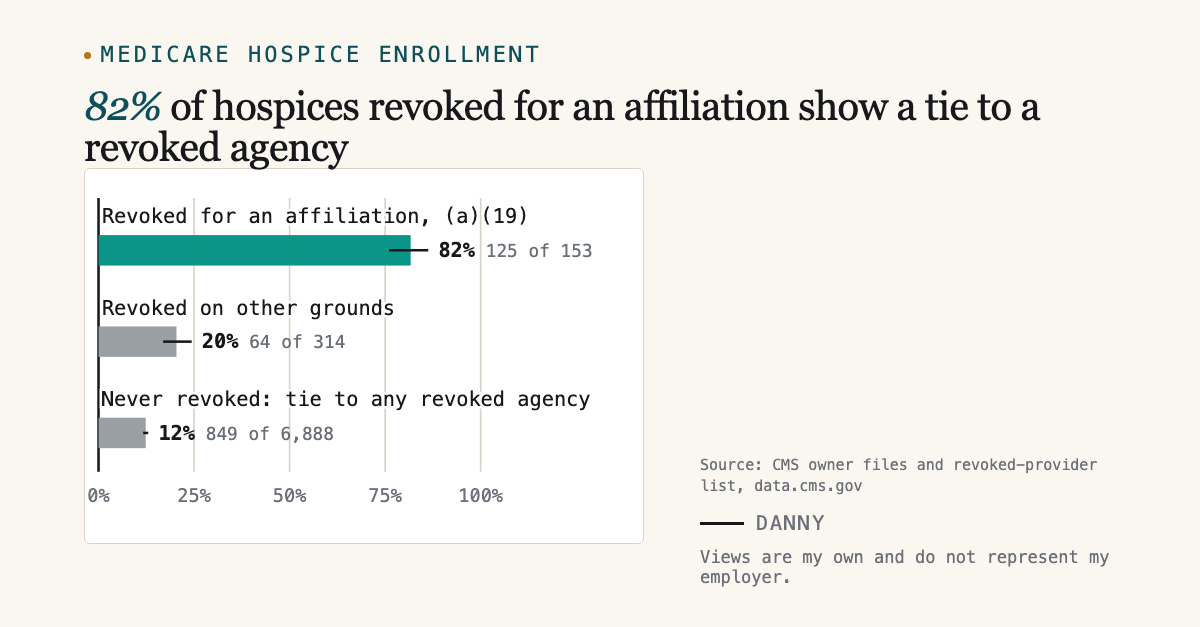 MEDICARE HOSPICE ENROLLMENT
82% of hospices revoked for an affiliation show a tie to a
revoked agency
Revoked for an affiliation, (a)(19)
82% 125 of 153
Revoked on other grounds
20% 64 of 314
Never revoked: tie to any revoked agency
12% 849 of 6,888
0% 25% 50% 75% 100%
Source: CMS owner files and revoked-provider
list, data.cms.gov
DANNY
Views are my own and do not represent my
employer.